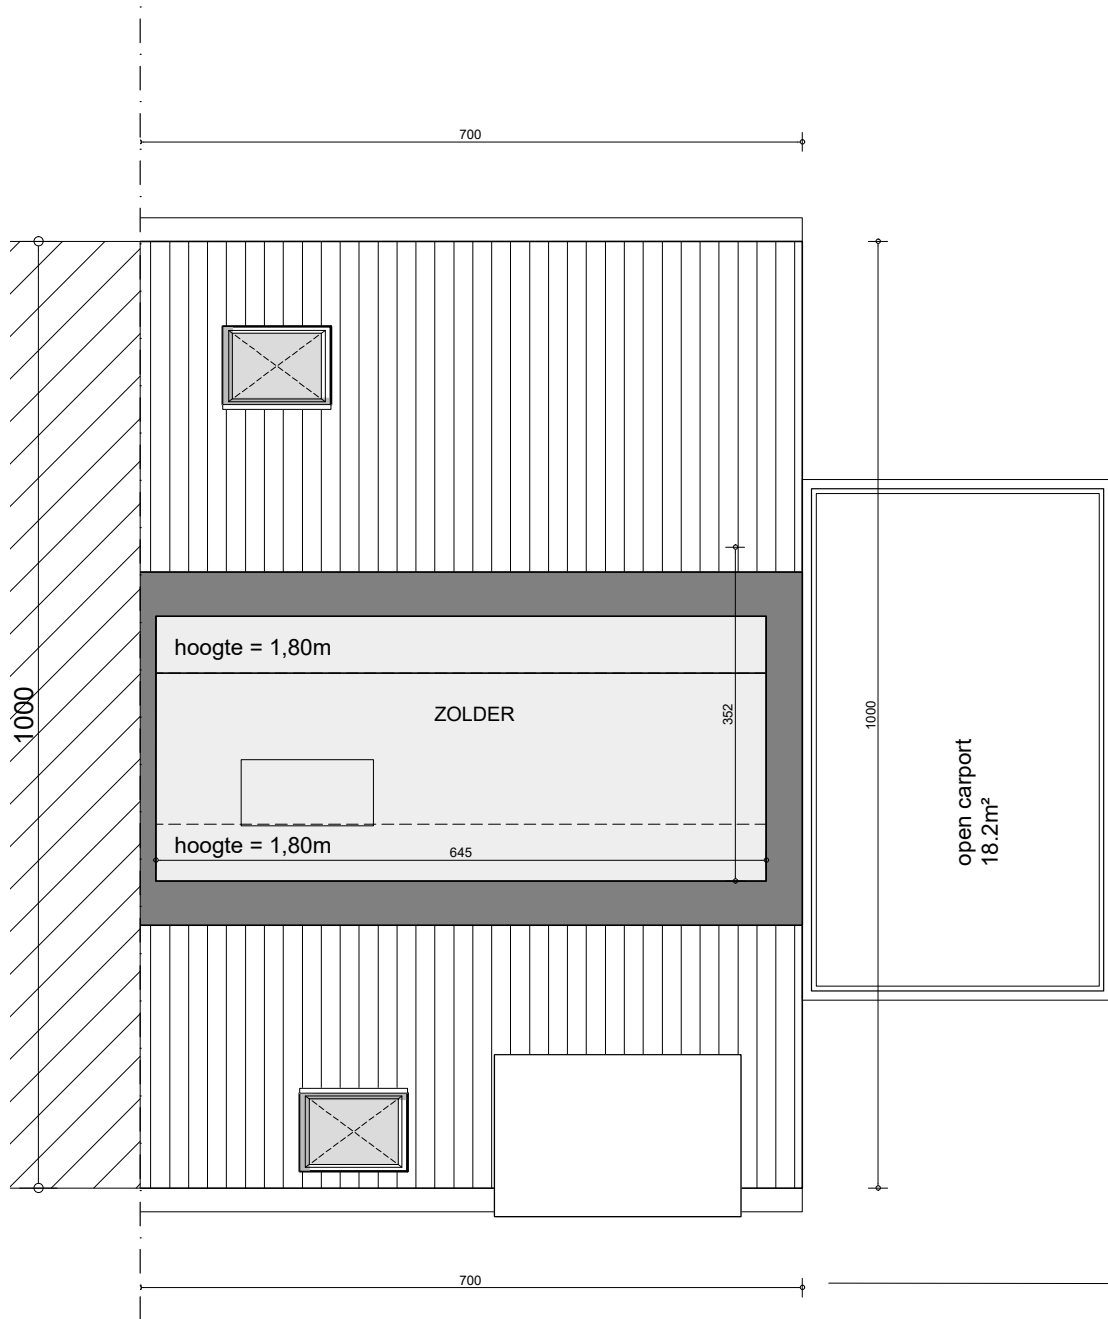 700
hoogte = 1,80m
ZOLDER
352
1000
1000
open carport
18.2m²
hoogte = 1,80m
645
700